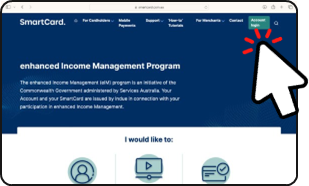 SmartCard.
For Cardholders
Mobile Payments
Support
'How-to' Tutorials
For Merchants
Contact
Account login
enhanced Income Management Program
The enhanced Income Management (eIM) program is an initiative of the
Commonwealth Government administered by Services Australia. Your
Account and your SmartCard are issued by Indue in connection with your
participation in enhanced Income Management.
I would like to: